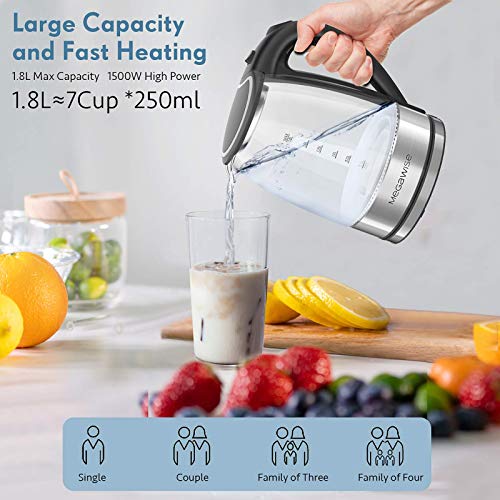 Large Capacity
and Fast Heating
1.8L Max Capacity 1500W High Power
1.8L≈7Cup *250ml
MEGAWISE
Single
Couple
Family of Three
Family of Four